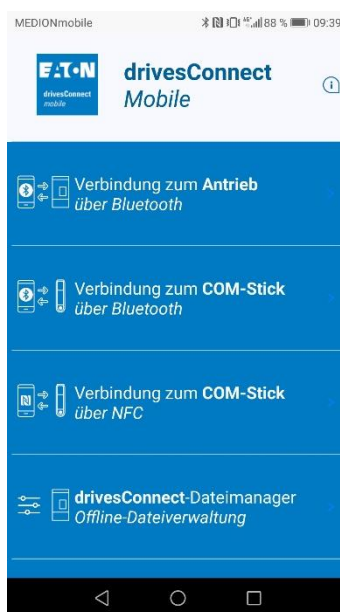 MEDIONmobile
88 % 09:39
EATON
drivesConnect
mobile
drivesConnect
Mobile
Verbindung zum Antrieb
über Bluetooth
Verbindung zum COM-Stick
über Bluetooth
Verbindung zum COM-Stick
über NFC
drivesConnect-Dateimanager
Offline-Dateiverwaltung